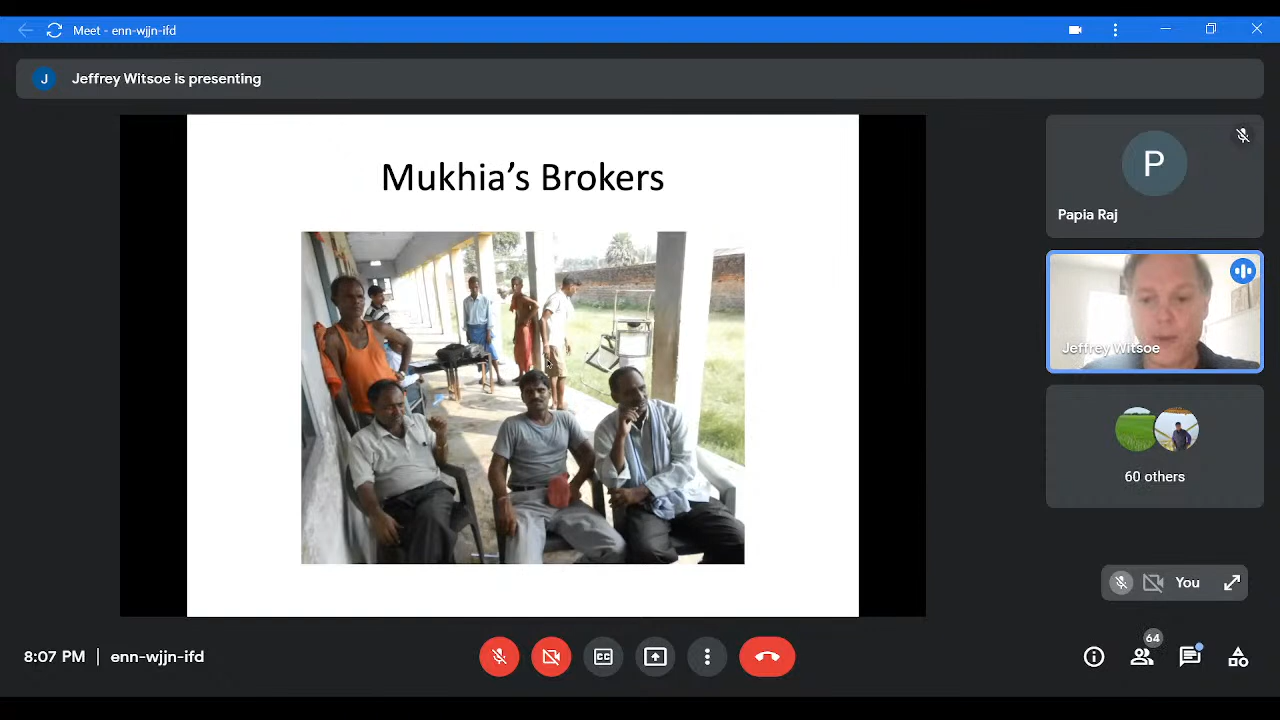 Meet - enn-wjjn-ifd
J
Jeffrey Witsoe is presenting
Mukhia's Brokers
P
Papia Raj
Jeffrey Witsoe
60 others
You
8:07 PM | enn-wjjn-ifd
CC
64